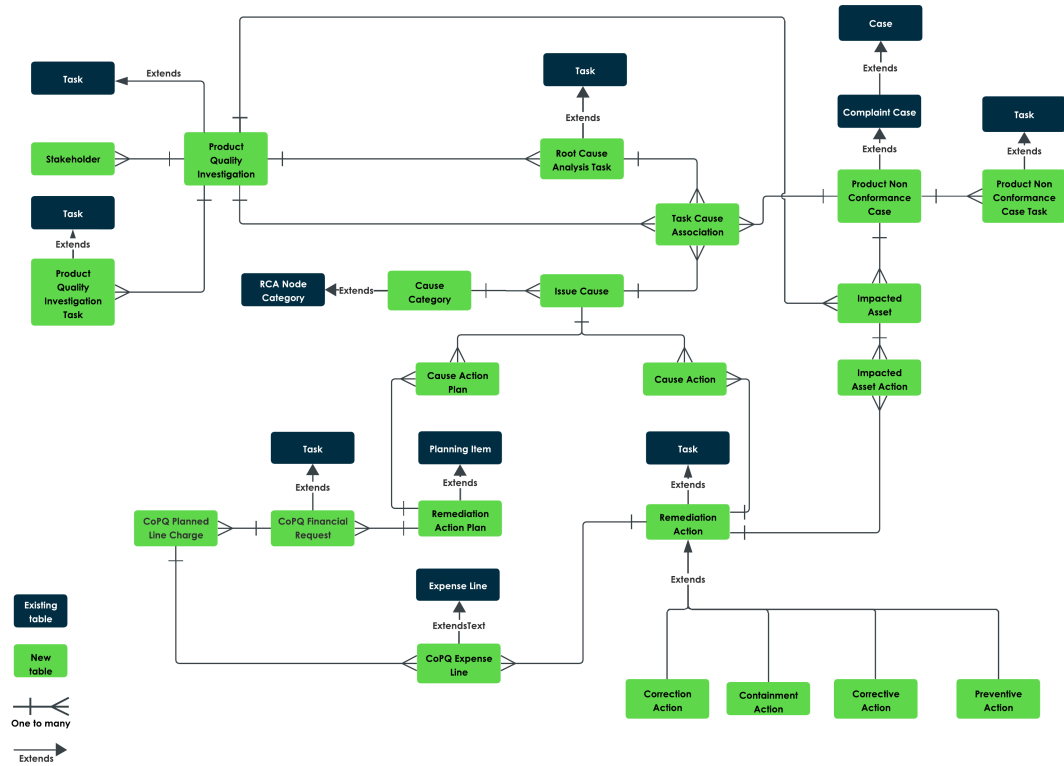 Case
Task
Extends
Task
Extends
Complaint Case
Task
Extends
Extends
Extends
Stakeholder
Product
Quality
Investigation
Root Cause
Analysis Task
Product Non
Conformance
Case
Product Non
Conformance
Case Task
Task
Extends
Task Cause
Association
Product
Quality
Investigation
Task
RCA Node
Category
Extends
Cause
Category
Issue Cause
Impacted
Asset
Cause Action
Plan
Cause Action
Impacted
Asset Action
Task
Extends
Planning Item
Extends
Task
Extends
CoPQ Planned
Line Charge
CoPQ Financial
Request
Remediation
Action Plan
Remediation
Action
Extends
Expense Line
ExtendsText
CoPQ Expense
Line
Correction
Action
Containment
Action
Corrective
Action
Preventive
Action
Existing
table
New
table
One to many
Extends